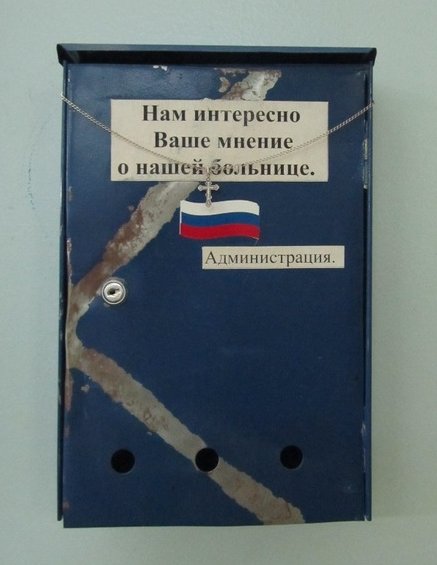 Нам интересно
Ваше мнение
о нашей больнице.
Администрация.